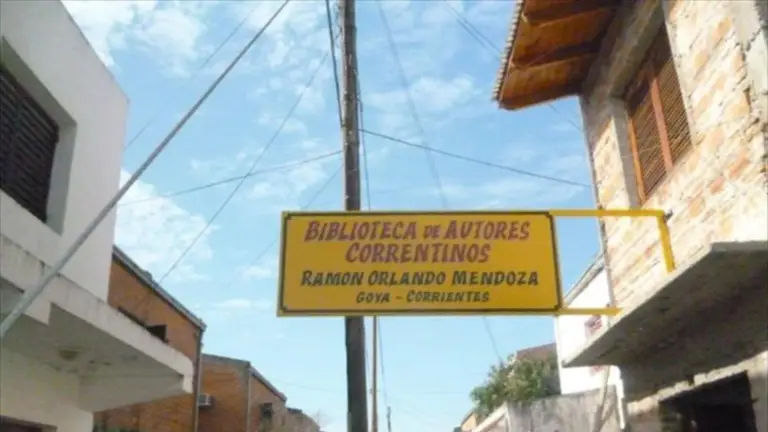 BIBLIOTECA DE AUTORES
CORRENTINOS
RAMON ORLANDO MENDOZA
GOYA - CORRIENTES